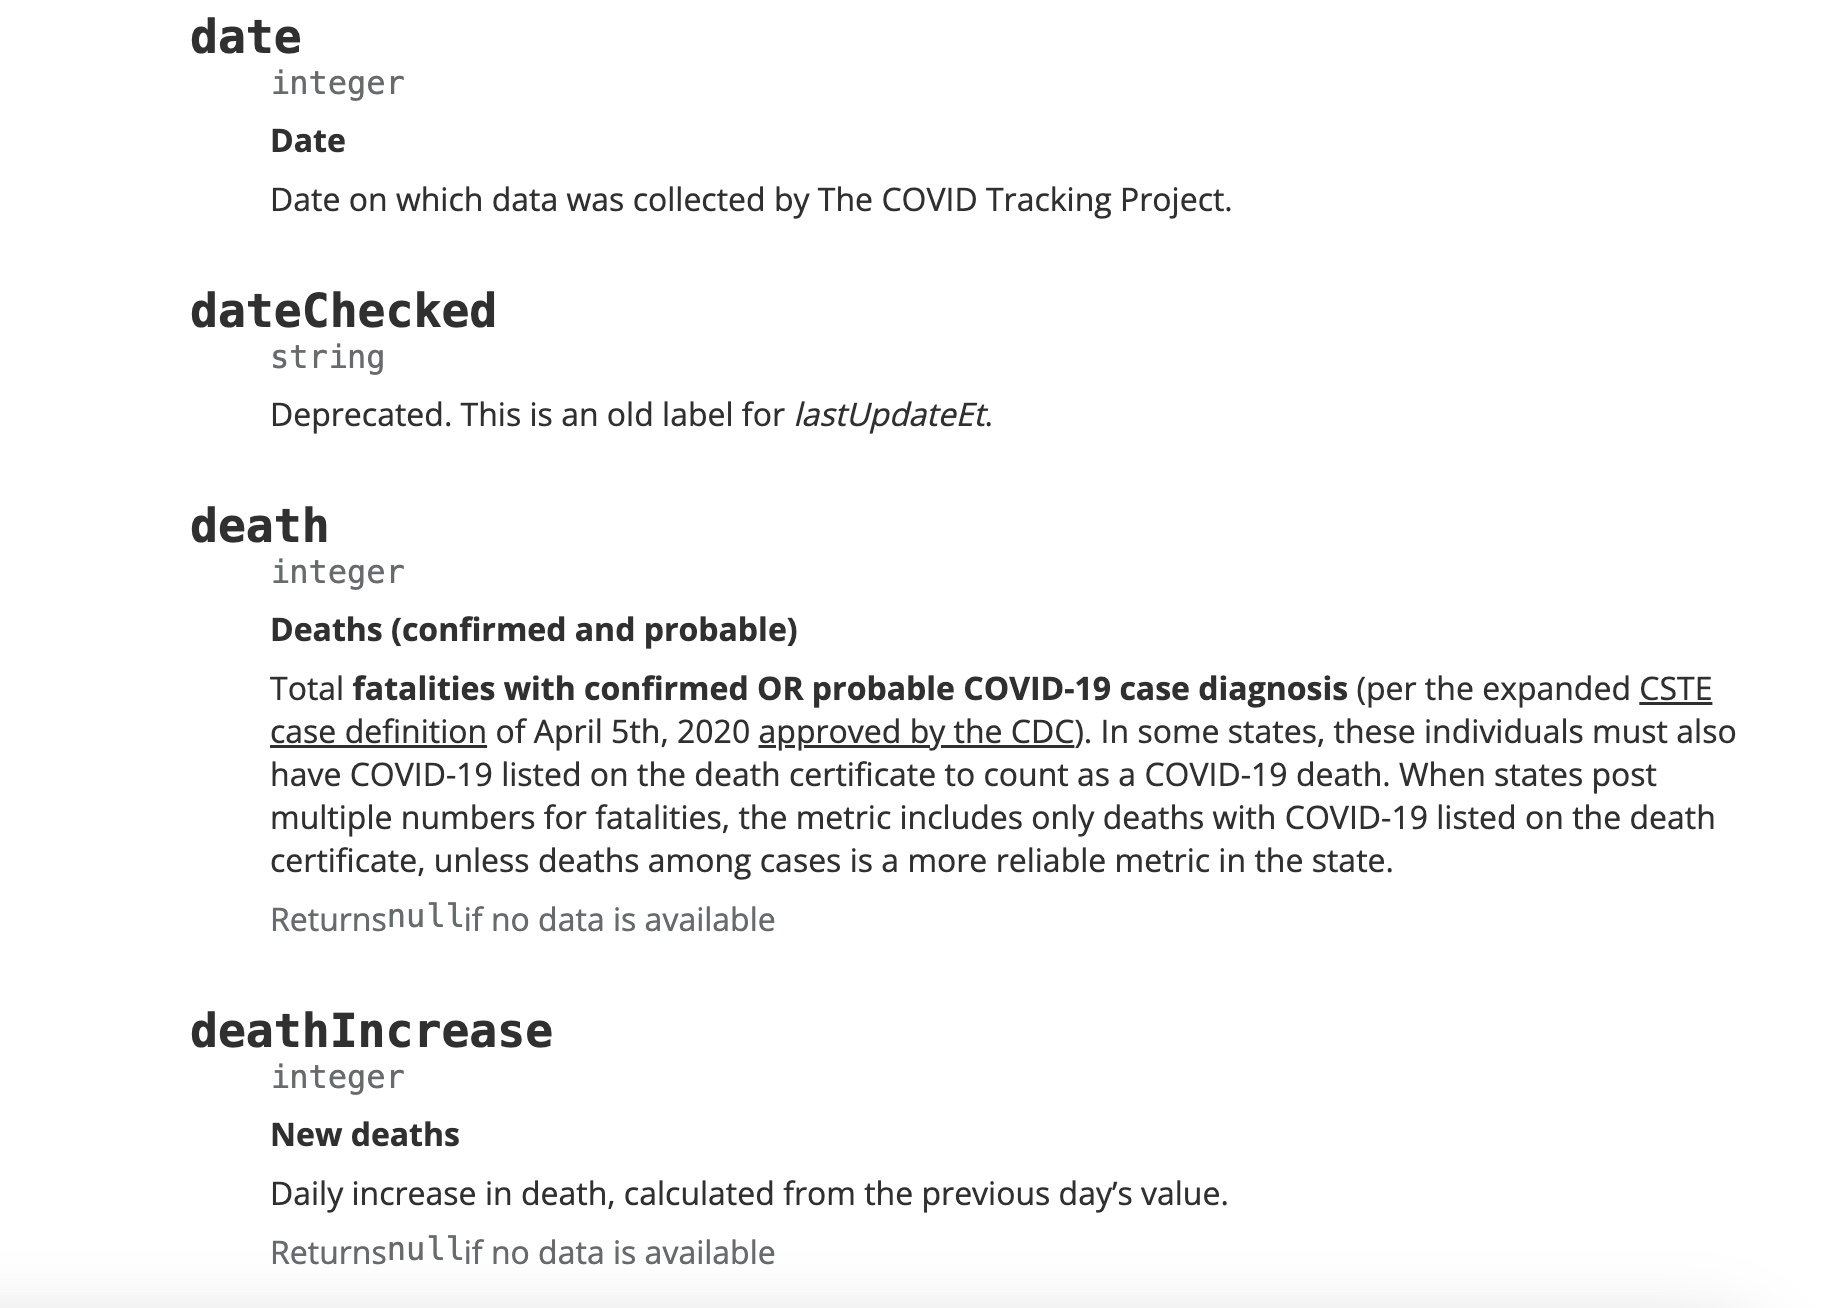 date
integer
Date
Date on which data was collected by The COVID Tracking Project.
dateChecked
string
Deprecated. This is an old label for lastUpdateEt.
death
integer
Deaths (confirmed and probable)
Total fatalities with confirmed OR probable COVID-19 case diagnosis (per the expanded CSTE
case definition of April 5th, 2020 approved by the CDC). In some states, these individuals must also
have COVID-19 listed on the death certificate to count as a COVID-19 death. When states post
multiple numbers for fatalities, the metric includes only deaths with COVID-19 listed on the death
certificate, unless deaths among cases is a more reliable metric in the state.
Returnsnullif no data is available
deathIncrease
integer
New deaths
Daily increase in death, calculated from the previous day’s value.
Returnsnullif no data is available